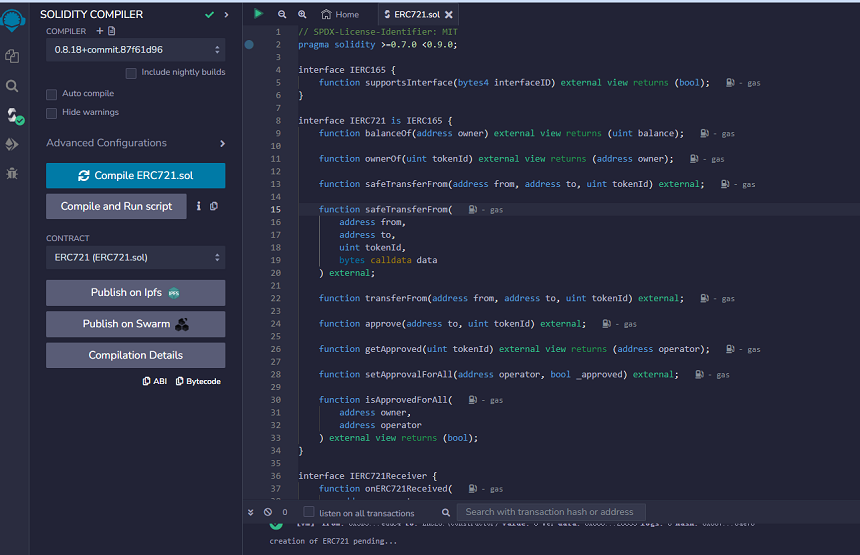 SOLIDITY COMPILER
COMPILER
0.8.18+commit.87f61d96
Include nightly builds
Auto compile
Hide warnings
Advanced Configurations
Compile ERC721.sol
Compile and Run script
CONTRACT
ERC721 (ERC721.sol)
Publish on Ipfs
IPFS
Publish on Swarm
Compilation Details
ABI Bytecode
Home ERC721.sol
1 // SPDX-License-Identifier: MIT
2 pragma solidity >=0.7.0 <0.9.0;
3
4 interface IERC165 {
5 function supportsInterface(bytes4 interfaceID) external view returns (bool); - gas
6 }
7
8 interface IERC721 is IERC165 {
9 function balanceOf(address owner) external view returns (uint balance); - gas
10
11 function ownerOf(uint tokenId) external view returns (address owner); - gas
12
13 function safeTransferFrom(address from, address to, uint tokenId) external; - gas
14
15 function safeTransferFrom( - gas
16 address from,
17 address to,
18 uint tokenId,
19 bytes calldata data
20 ) external;
21
22 function transferFrom(address from, address to, uint tokenId) external; - gas
23
24 function approve(address to, uint tokenId) external; - gas
25
26 function getApproved(uint tokenId) external view returns (address operator); - gas
27
28 function setApprovalForAll(address operator, bool _approved) external; - gas
29
30 function isApprovedForAll( - gas
31 address owner,
32 address operator
33 ) external view returns (bool);
34 }
35
36 interface IERC721Receiver {
37 function onERC721Received( - gas
0 listen on all transactions Search with transaction hash or address
creation of ERC721 pending...